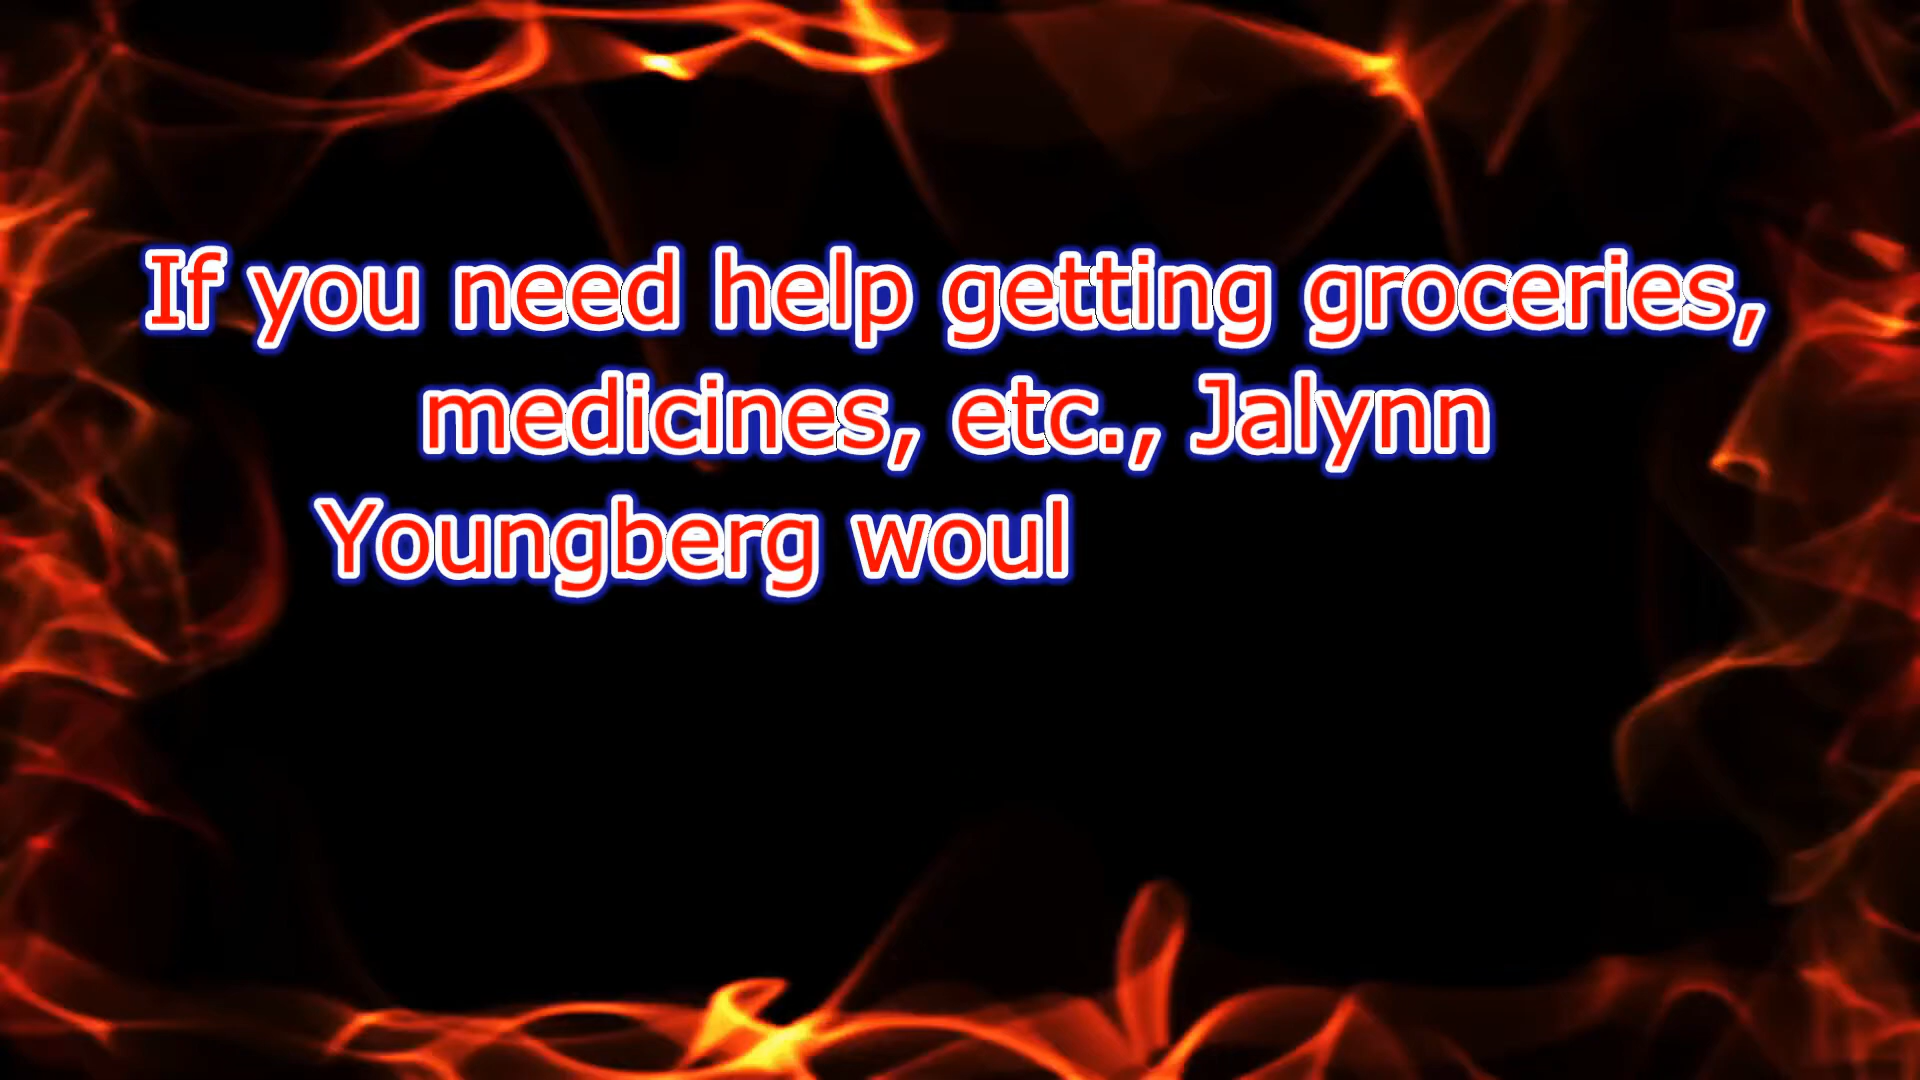 If you need help getting groceries,
medicines, etc., Jalynn
Youngberg woul